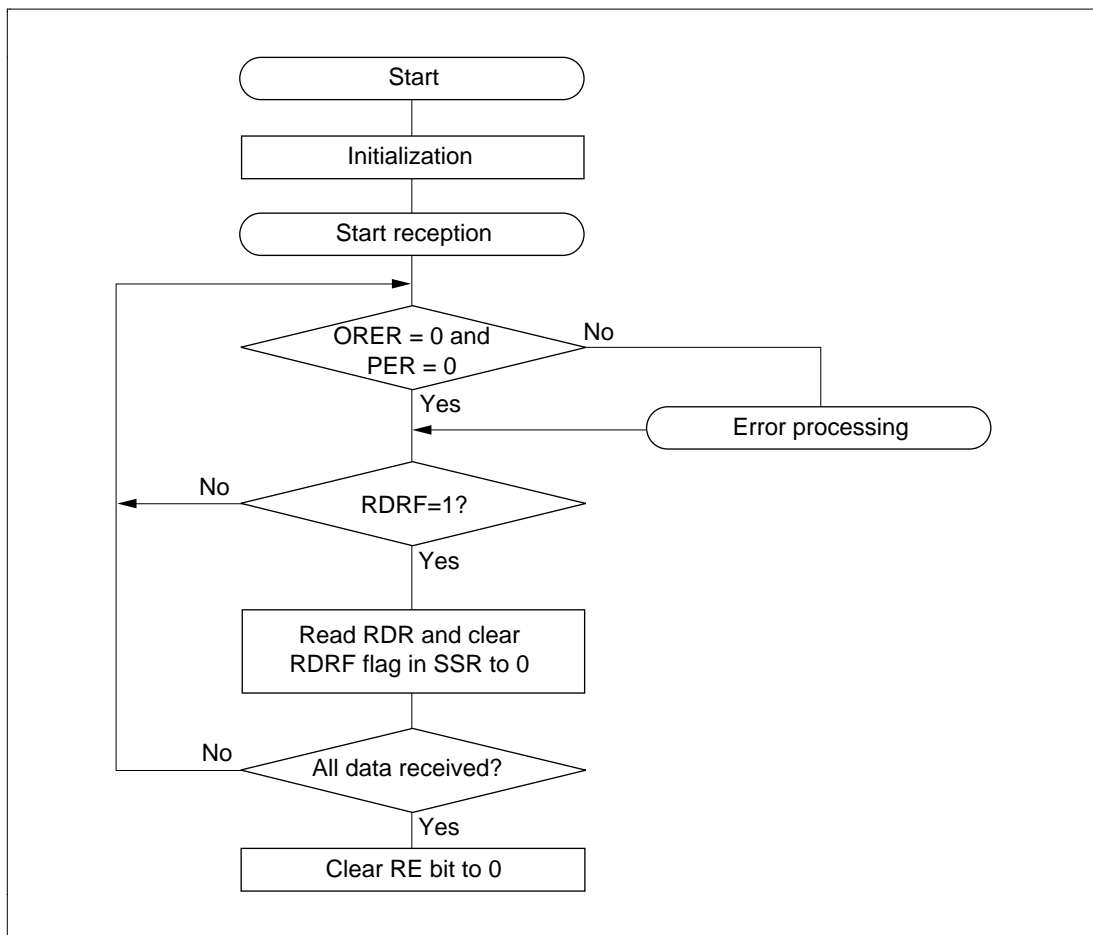 Start
Initialization
Start reception
ORER = 0 and
PER = 0
No
Yes
Error processing
No
RDRF=1?
Yes
Read RDR and clear
RDRF flag in SSR to 0
No
All data received?
Yes
Clear RE bit to 0